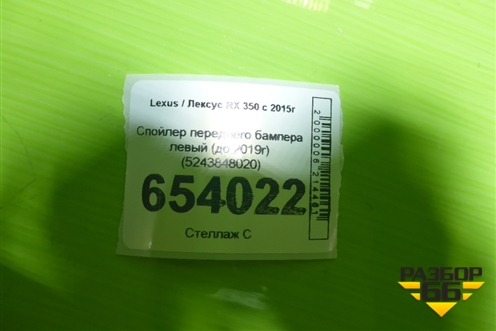 Lexus / Лексус RX 350 с 2015г
Спойлер переднего бампера
левый (до 2019г)
(5243848020)
654022
Стеллаж С
2000006214461
РАЗБОР
66